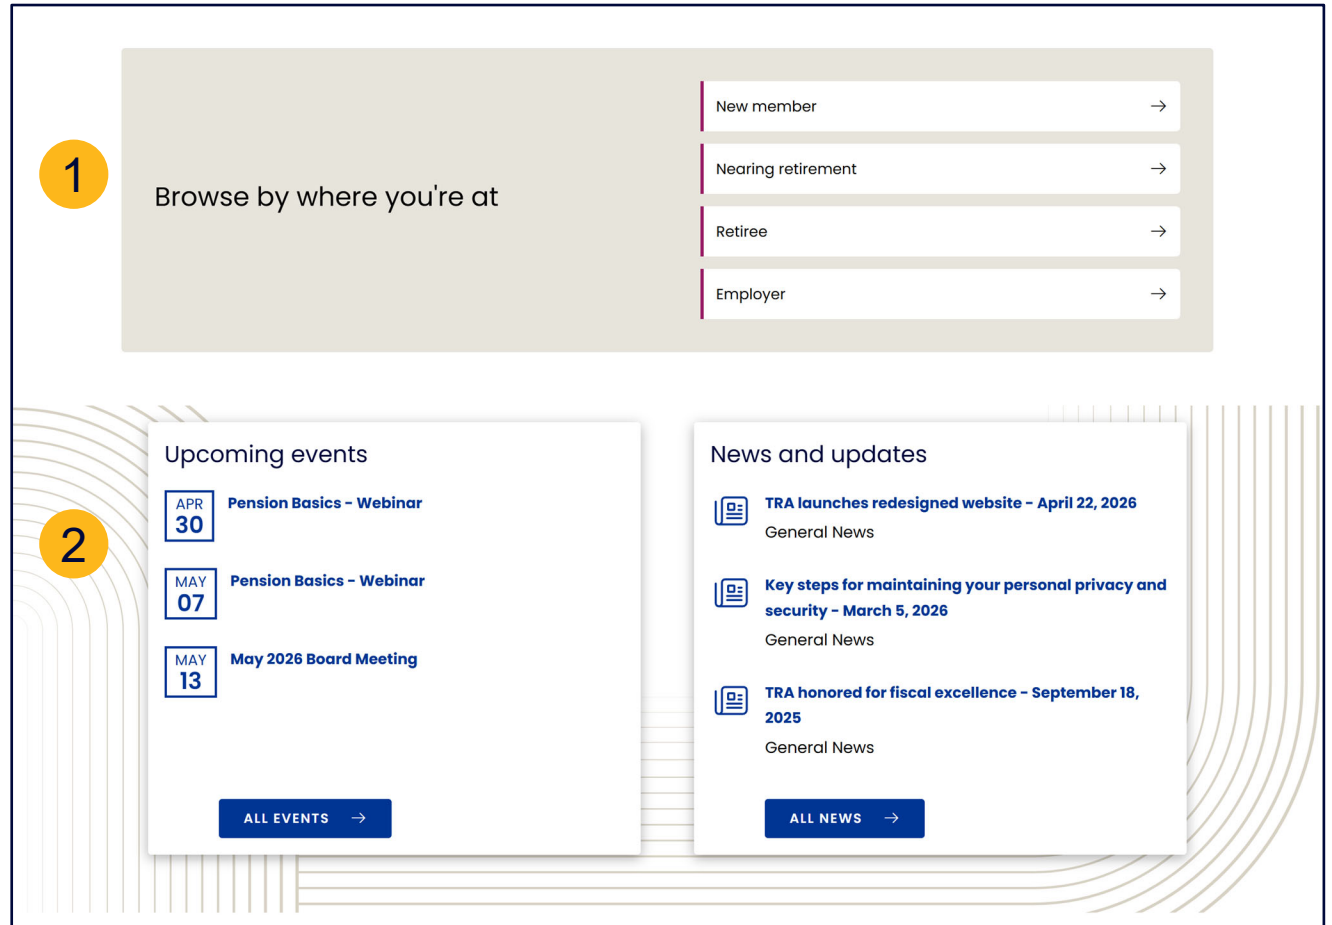 1
Browse by where you're at
New member
Nearing retirement
Retiree
Employer
2
Upcoming events
APR
30
Pension Basics - Webinar
MAY
07
Pension Basics - Webinar
MAY
13
May 2026 Board Meeting
ALL EVENTS
News and updates
TRA launches redesigned website - April 22, 2026
General News
Key steps for maintaining your personal privacy and
security - March 5, 2026
General News
TRA honored for fiscal excellence - September 18,
2025
General News
ALL NEWS